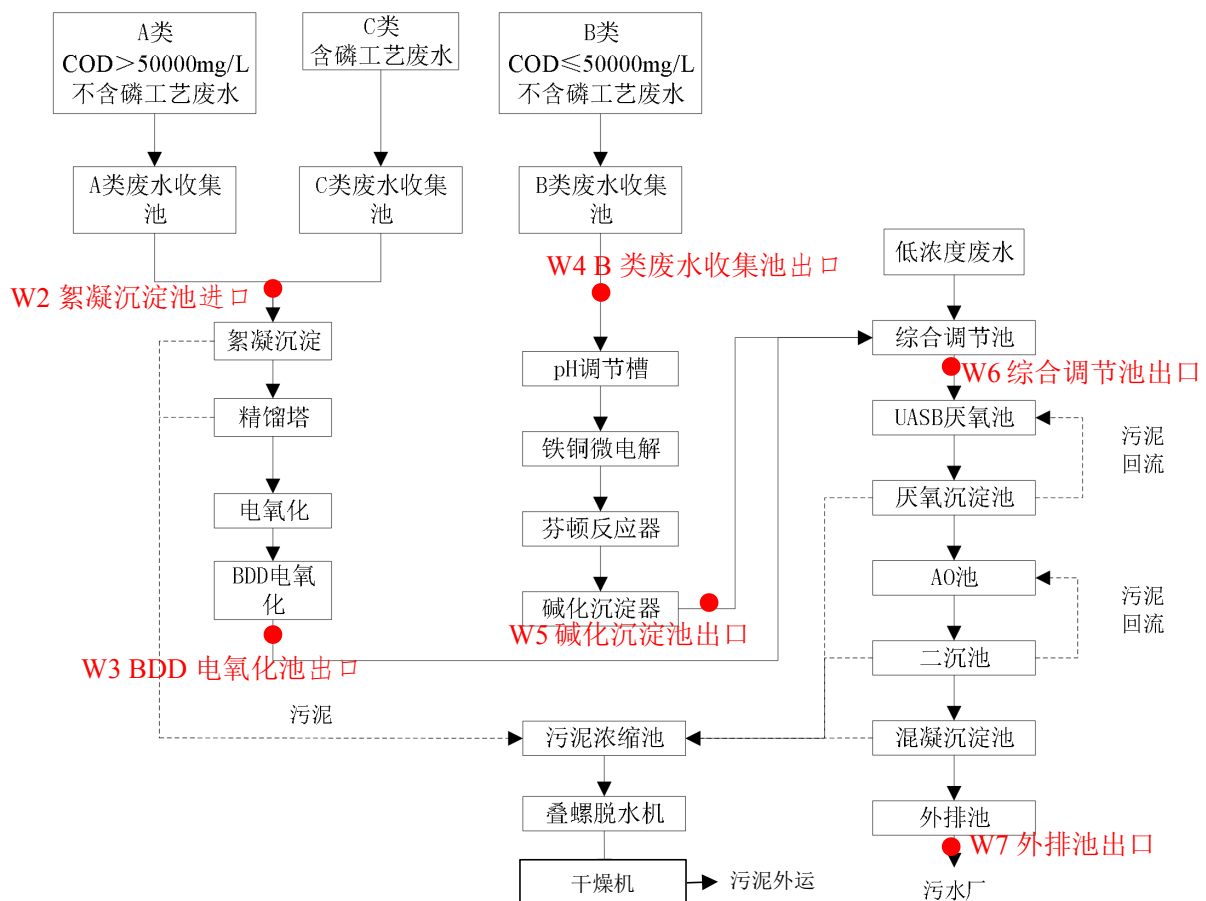 A类
COD＞50000mg/L
不含磷工艺废水
C类
含磷工艺废水
B类
COD≤50000mg/L
不含磷工艺废水
A类废水收集
池
C类废水收集
池
B类废水收集
池
低浓度废水
W4 B 类废水收集池出口
W2 絮凝沉淀池进口
絮凝沉淀
pH调节槽
综合调节池
W6 综合调节池出口
精馏塔
铁铜微电解
UASB厌氧池
污泥
回流
电氧化
芬顿反应器
厌氧沉淀池
BDD电氧
化
碱化沉淀器
AO池
污泥
回流
W5 碱化沉淀池出口
W3 BDD 电氧化池出口
二沉池
污泥
污泥浓缩池
混凝沉淀池
叠螺脱水机
外排池
W7 外排池出口
干燥机
污泥外运
污水厂